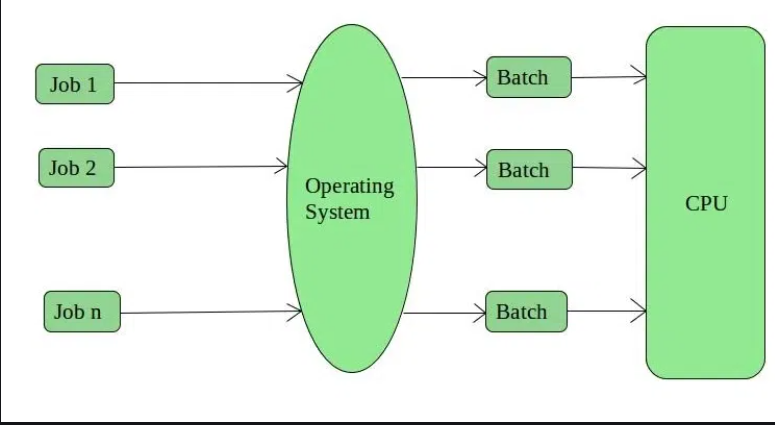 Job 1
Batch
Job 2
Batch
Operating
System
CPU
Job n
Batch